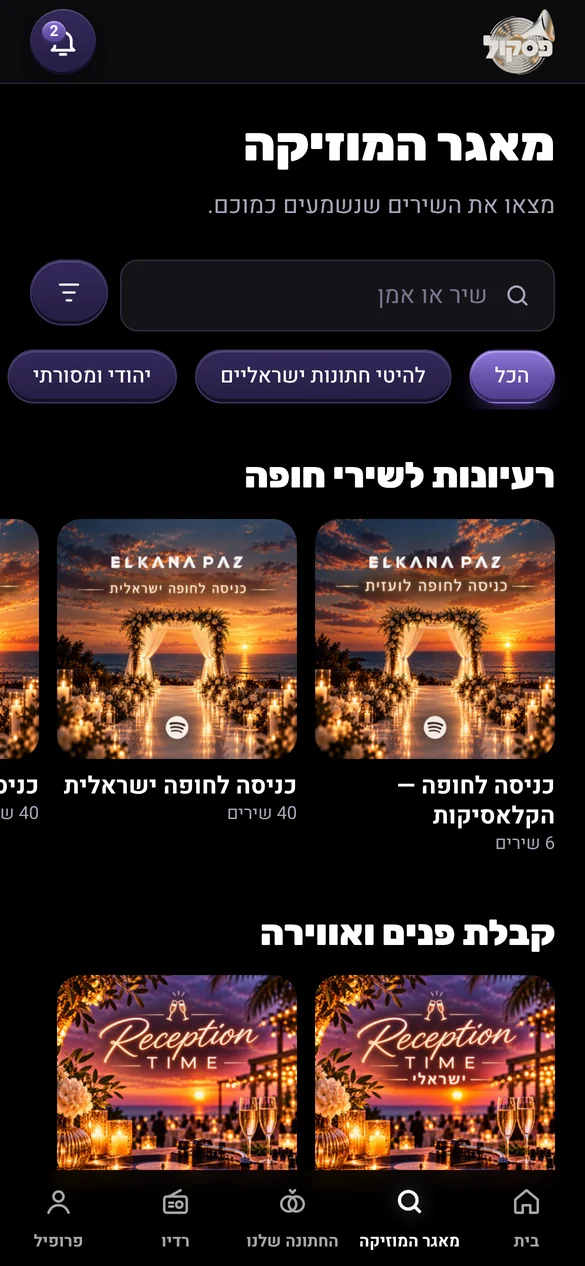 2
פסקול
מאגר המוזיקה
מצאו את השירים שנשמעים כמוכם.
שיר או אמן
הכל
להיטי חתונות ישראליים
יהודי ומסורתי
רעיונות לשירי חופה
ELKANA PAZ
כניסה לחופה לועזית
ELKANA PAZ
כניסה לחופה ישראלית
כניסה לחופה –
הקלאסיקות
6 שירים
כניסה לחופה ישראלית
40 שירים
קבלת פנים ואווירה
Reception
TIME
ישראלי
Reception
TIME
בית
מאגר המוזיקה
החתונה שלנו
רדיו
פרופיל